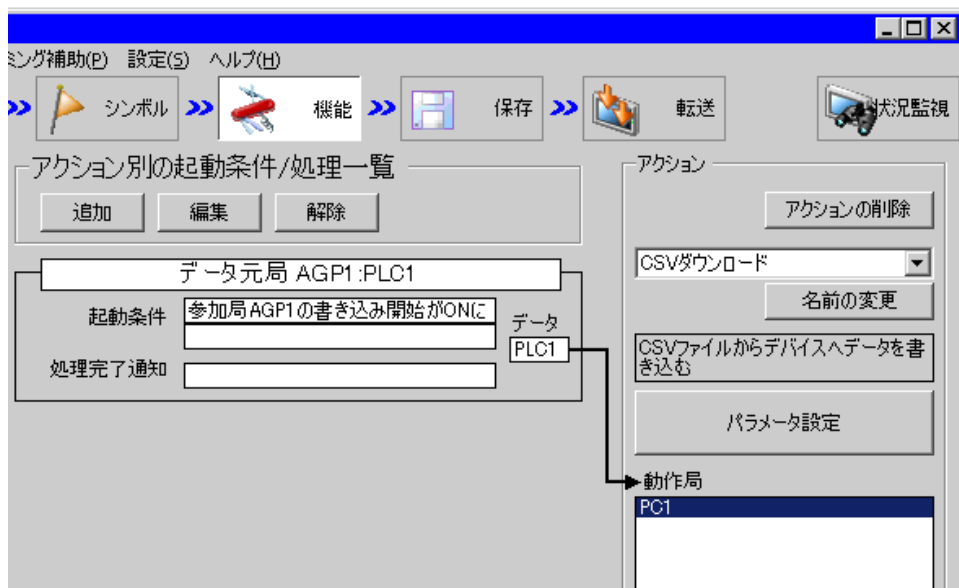 ミング補助(P) 設定(S) ヘルプ(H)
シンボル 機能 保存 転送 状況監視
アクション別の起動条件/処理一覧
追加 編集 解除
データ元局 AGP1:PLC1
起動条件
参加局AGP1の書き込み開始がONに
処理完了通知
データ
PLC1
アクション
アクションの削除
CSVダウンロード
名前の変更
CSVファイルからデバイスへデータを書
き込む
パラメータ設定
動作局
PC1